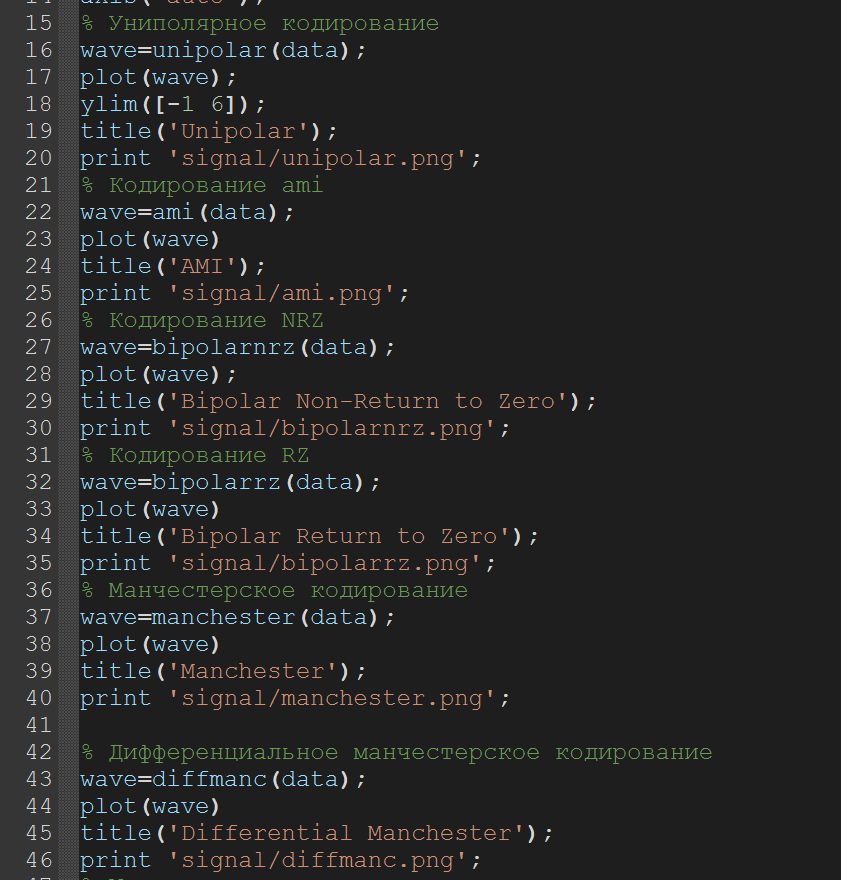 15 % Униполярное кодирование
16 wave=unipolar(data);
17 plot(wave);
18 ylim([-1 6]);
19 title('Unipolar');
20 print 'signal/unipolar.png';
21 % Кодирование ami
22 wave=ami(data);
23 plot(wave)
24 title('AMI');
25 print 'signal/ami.png';
26 % Кодирование NRZ
27 wave=bipolarnrz(data);
28 plot(wave);
29 title('Bipolar Non-Return to Zero');
30 print 'signal/bipolarnrz.png';
31 % Кодирование RZ
32 wave=bipolarrz(data);
33 plot(wave)
34 title('Bipolar Return to Zero');
35 print 'signal/bipolarrz.png';
36 % Манчестерское кодирование
37 wave=manchester(data);
38 plot(wave)
39 title('Manchester');
40 print 'signal/manchester.png';
41
42 % Дифференциальное манчестерское кодирование
43 wave=diffmanc(data);
44 plot(wave)
45 title('Differential Manchester');
46 print 'signal/diffmanc.png';